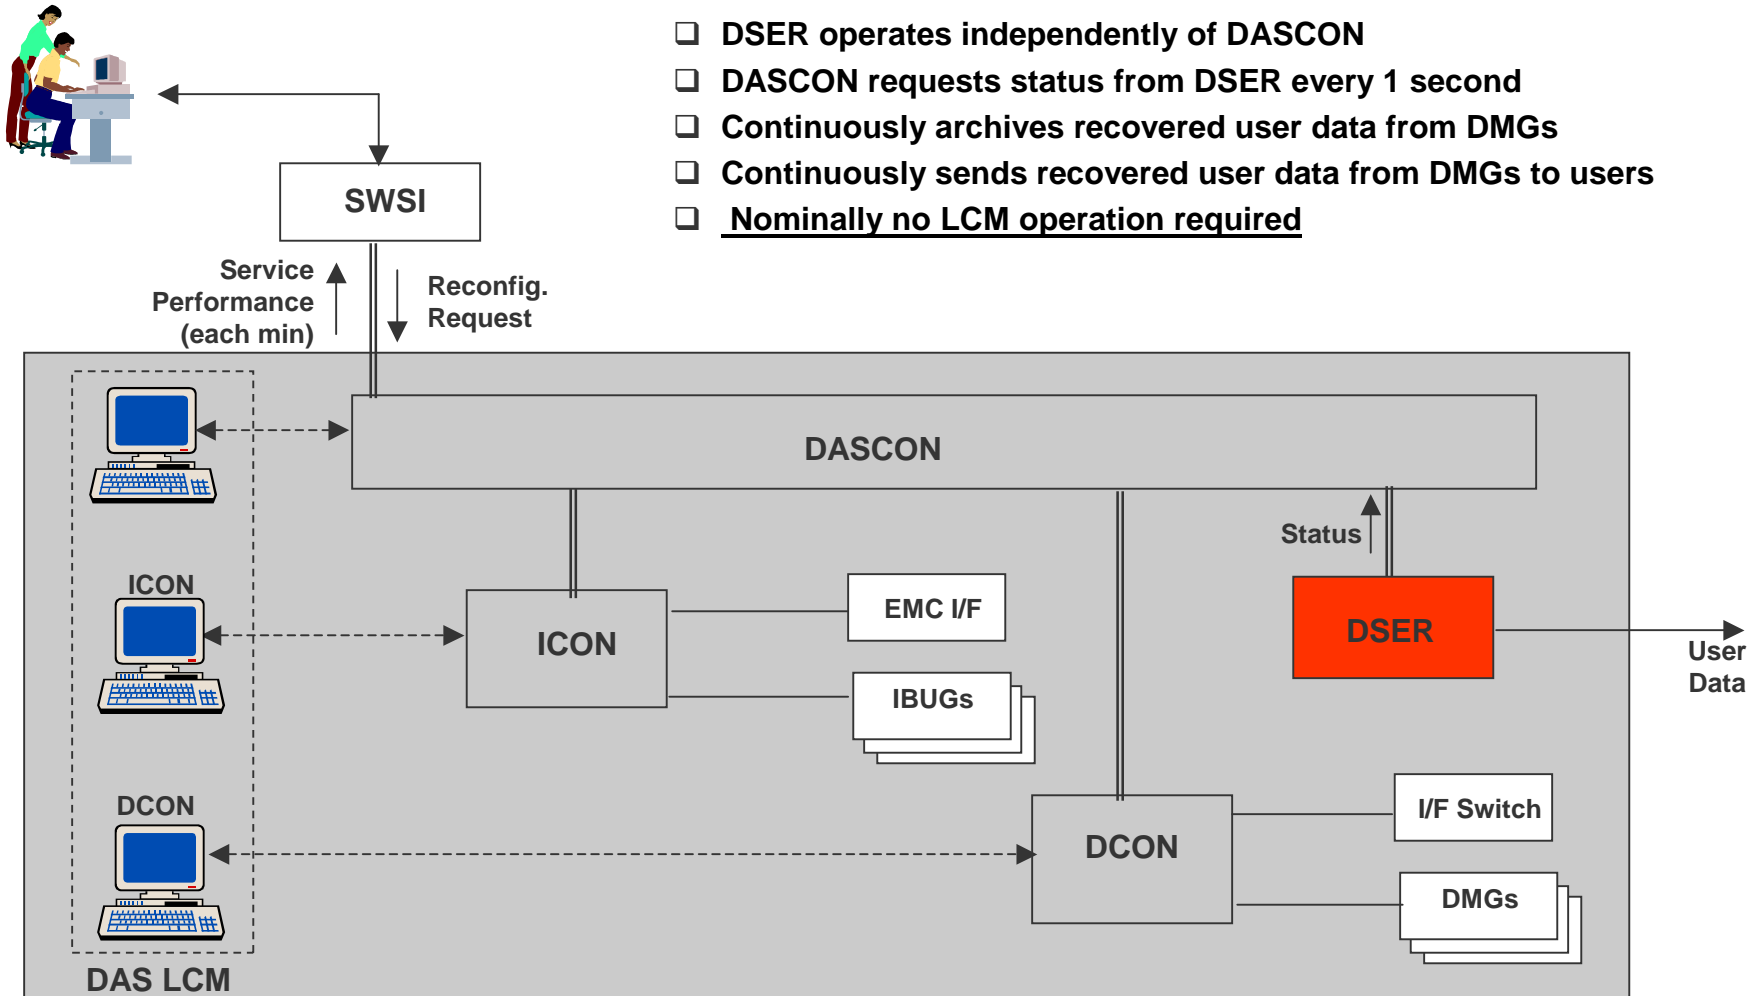 DSER operates independently of DASCON
DASCON requests status from DSER every 1 second
Continuously archives recovered user data from DMGs
Continuously sends recovered user data from DMGs to users
Nominally no LCM operation required
SWSI
Service
Performance
(each min)
Reconfig.
Request
DASCON
Status
ICON
ICON
EMC I/F
IBUGs
DSER
User
Data
DCON
DCON
I/F Switch
DMGs
DAS LCM